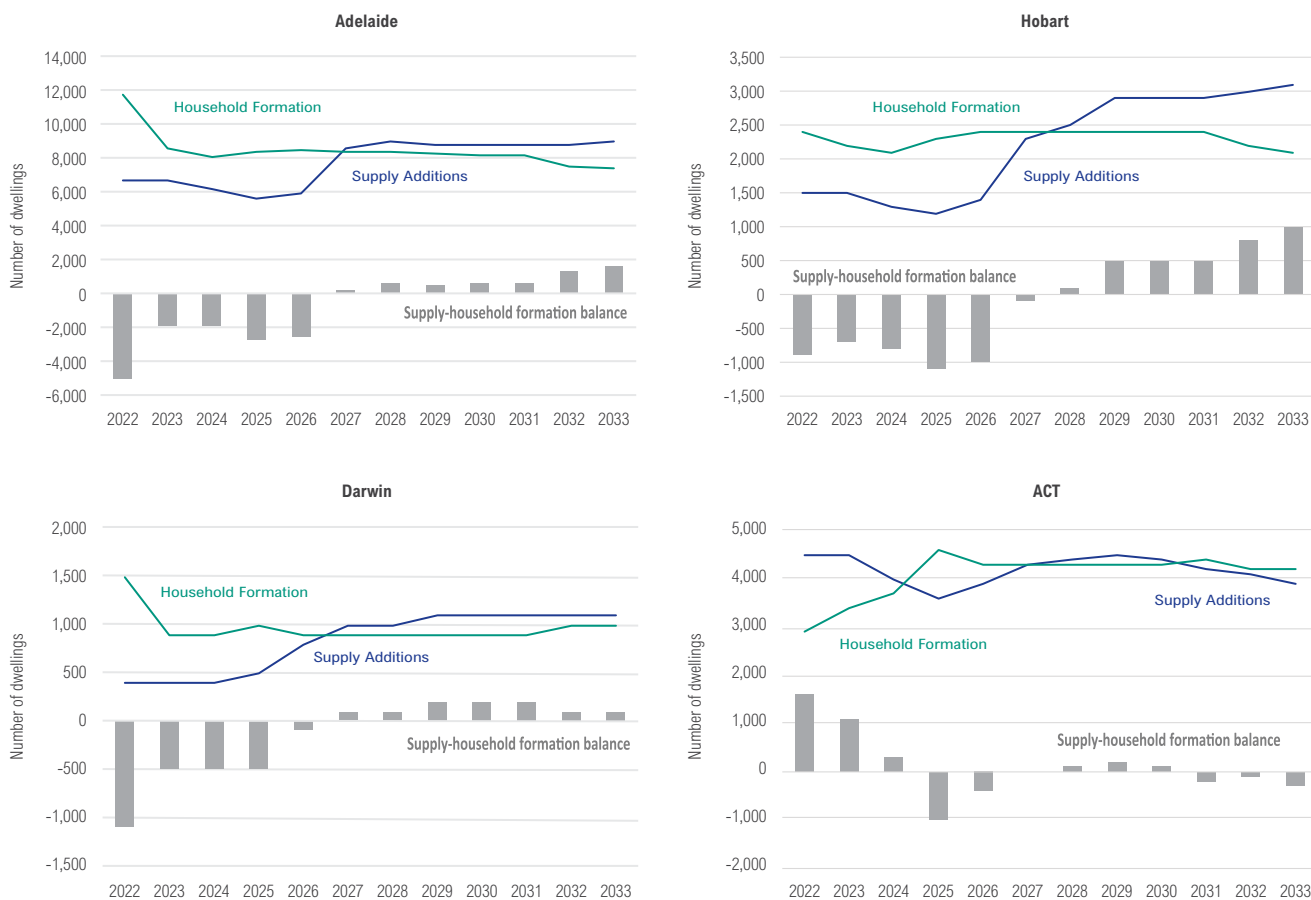 Adelaide
Number of dwellings
14,000
12,000
10,000
8,000
6,000
4,000
2,000
0
-2,000
-4,000
-6,000
Household Formation
Supply Additions
Supply-household formation balance
2022 2023 2024 2025 2026 2027 2028 2029 2030 2031 2032 2033
Hobart
Number of dwellings
3,500
3,000
2,500
2,000
1,500
1,000
500
0
-500
-1,000
-1,500
Household Formation
Supply Additions
Supply-household formation balance
2022 2023 2024 2025 2026 2027 2028 2029 2030 2031 2032 2033
Darwin
Number of dwellings
2,000
1,500
1,000
500
0
-500
-1,000
-1,500
Household Formation
Supply Additions
Supply-household formation balance
2022 2023 2024 2025 2026 2027 2028 2029 2030 2031 2032 2033
ACT
Number of dwellings
5,000
4,000
3,000
2,000
1,000
0
-1,000
-2,000
Supply Additions
Household Formation
Supply-household formation balance
2022 2023 2024 2025 2026 2027 2028 2029 2030 2031 2032 2033